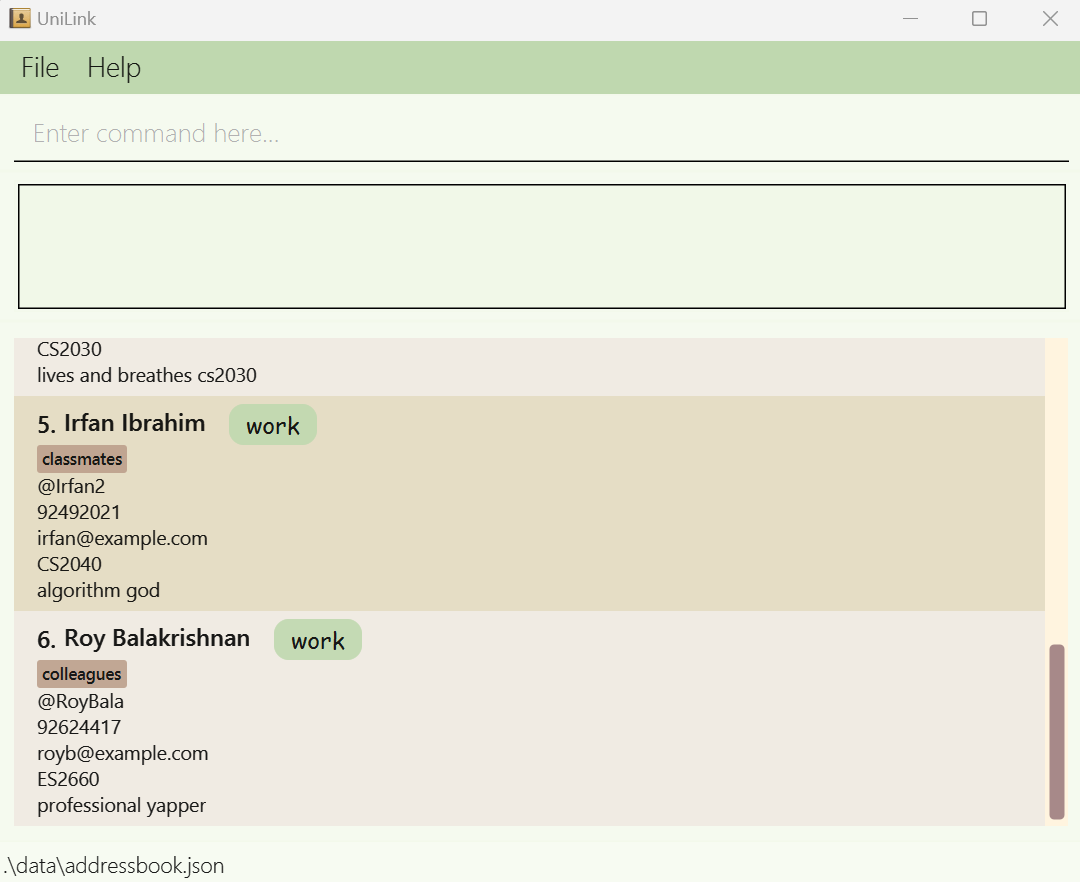 UniLink
File Help
Enter command here...
CS2030
lives and breathes cs2030
5. Irfan Ibrahim work
classmates
@Irfan2
92492021
irfan@example.com
CS2040
algorithm god
6. Roy Balakrishnan work
colleagues
@RoyBala
92624417
royb@example.com
ES2660
professional yapper
.\data\addressbook.json